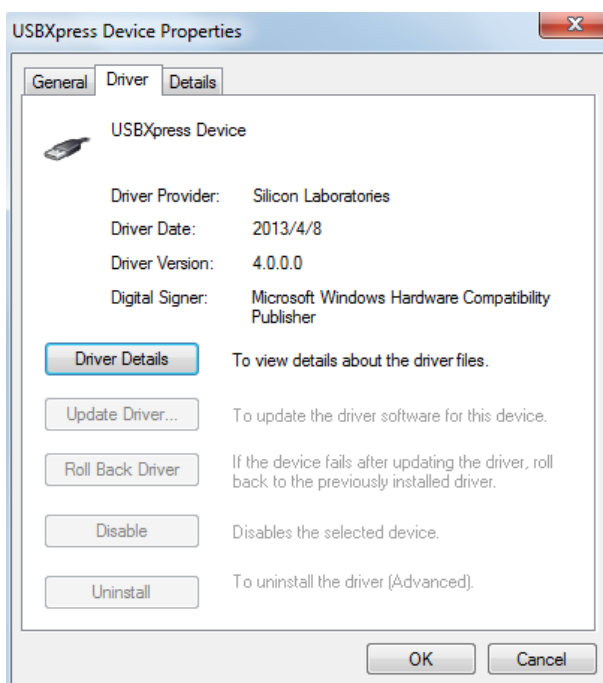 USBXpress Device Properties
General Driver Details
USBXpress Device
Driver Provider: Silicon Laboratories
Driver Date: 2013/4/8
Driver Version: 4.0.0.0
Digital Signer: Microsoft Windows Hardware Compatibility
Publisher
Driver Details To view details about the driver files.
Update Driver... To update the driver software for this device.
Roll Back Driver If the device fails after updating the driver, roll
back to the previously installed driver.
Disable Disables the selected device.
Uninstall To uninstall the driver (Advanced).
OK Cancel